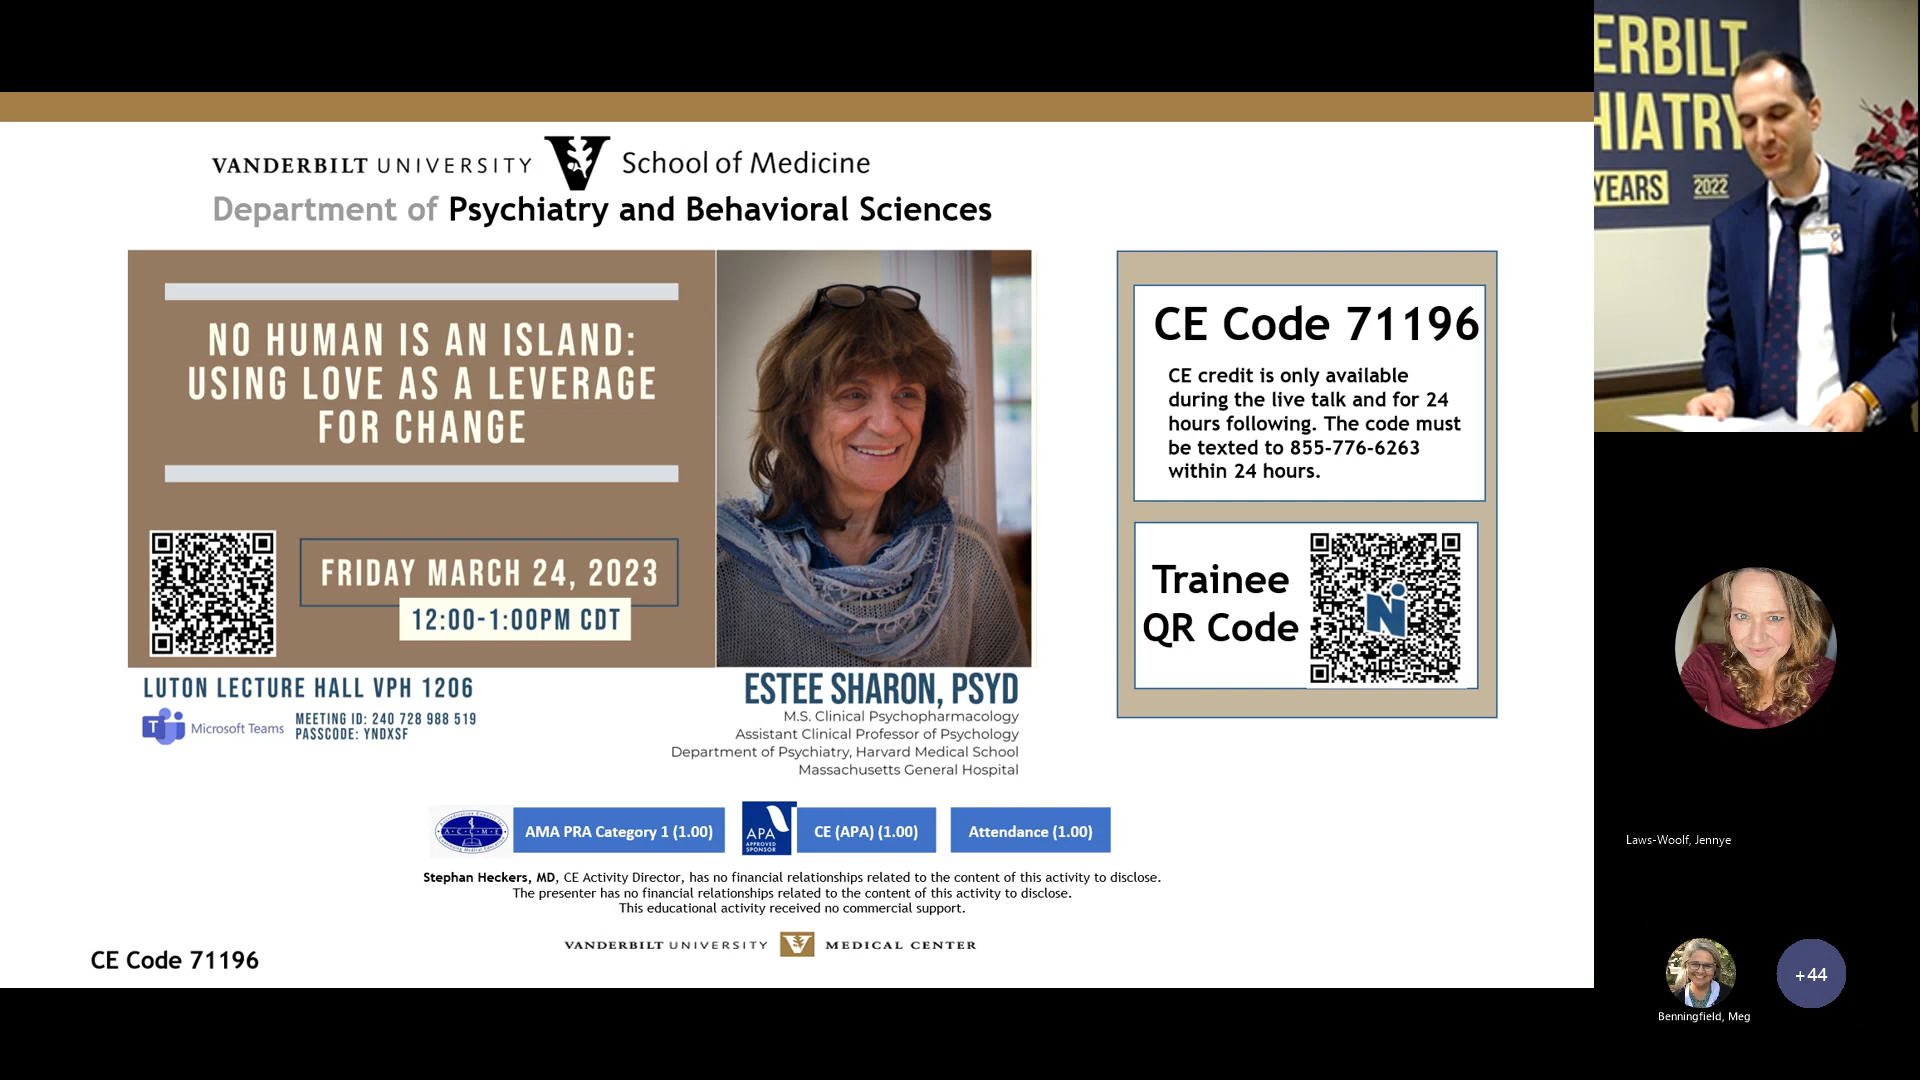 VANDERBILT UNIVERSITY V School of Medicine
Department of Psychiatry and Behavioral Sciences
NO HUMAN IS AN ISLAND:
USING LOVE AS A LEVERAGE
FOR CHANGE
FRIDAY MARCH 24, 2023
12:00-1:00PM CDT
LUTON LECTURE HALL VPH 1206
T Microsoft Teams
MEETING ID: 240 728 988 519
PASSCODE: YNDXSF
ESTEE SHARON, PSYD
M.S. Clinical Psychopharmacology
Assistant Clinical Professor of Psychology
Department of Psychiatry, Harvard Medical School
Massachusetts General Hospital
CE Code 71196
CE credit is only available
during the live talk and for 24
hours following. The code must
be texted to 855-776-6263
within 24 hours.
Trainee
QR Code
N
ACCME
AMA PRA Category 1 (1.00)
APA
APPROVED
SPONSOR
CE (APA) (1.00)
Attendance (1.00)
Stephan Heckers, MD, CE Activity Director, has no financial relationships related to the content of this activity to disclose.
The presenter has no financial relationships related to the content of this activity to disclose.
This educational activity received no commercial support.
VANDERBILT UNIVERSITY V MEDICAL CENTER
CE Code 71196
ERBILT
HIATRY
YEARS 2022
Laws-Woolf, Jennye
Benningfield, Meg
+44